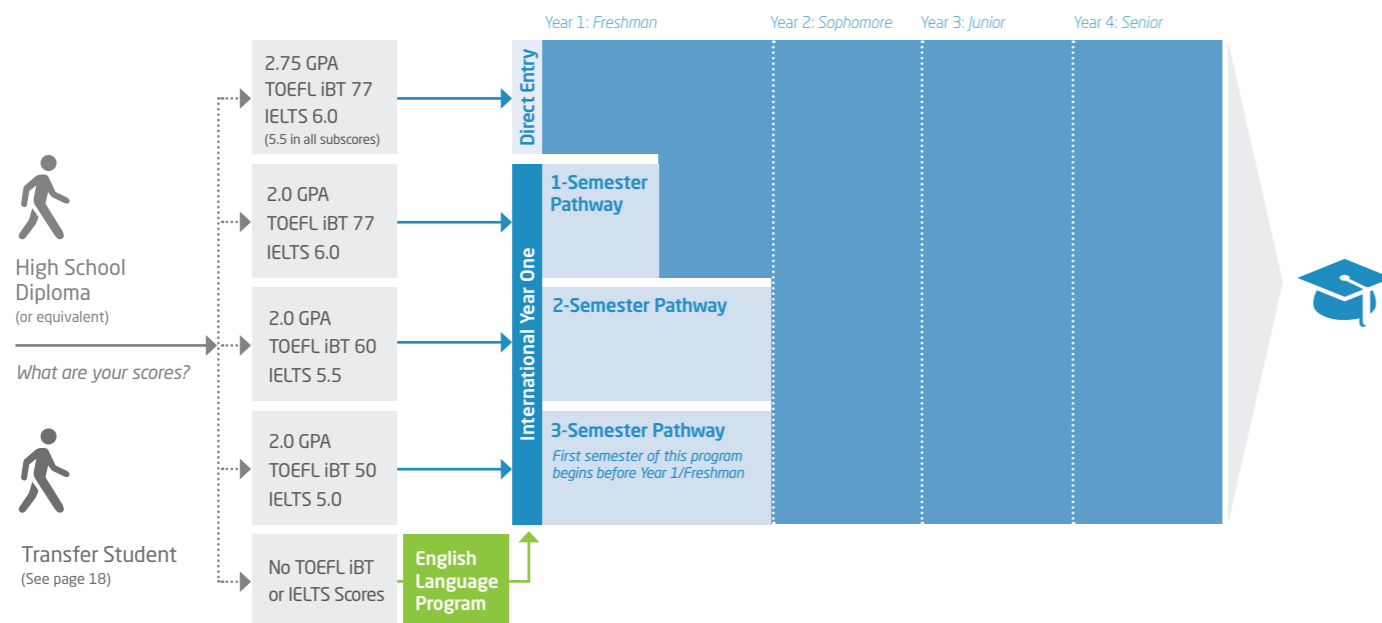 Year 1: Freshman
Year 2: Sophomore
Year 3: Junior
Year 4: Senior
High School
Diploma
(or equivalent)
What are your scores?
Transfer Student
(See page 18)
2.75 GPA
TOEFL iBT 77
IELTS 6.0
(5.5 in all subscores)
2.0 GPA
TOEFL iBT 77
IELTS 6.0
2.0 GPA
TOEFL iBT 60
IELTS 5.5
2.0 GPA
TOEFL iBT 50
IELTS 5.0
No TOEFL iBT
or IELTS Scores
English
Language
Program
Direct Entry
International Year One
1-Semester
Pathway
2-Semester Pathway
3-Semester Pathway
First semester of this program
begins before Year 1/Freshman